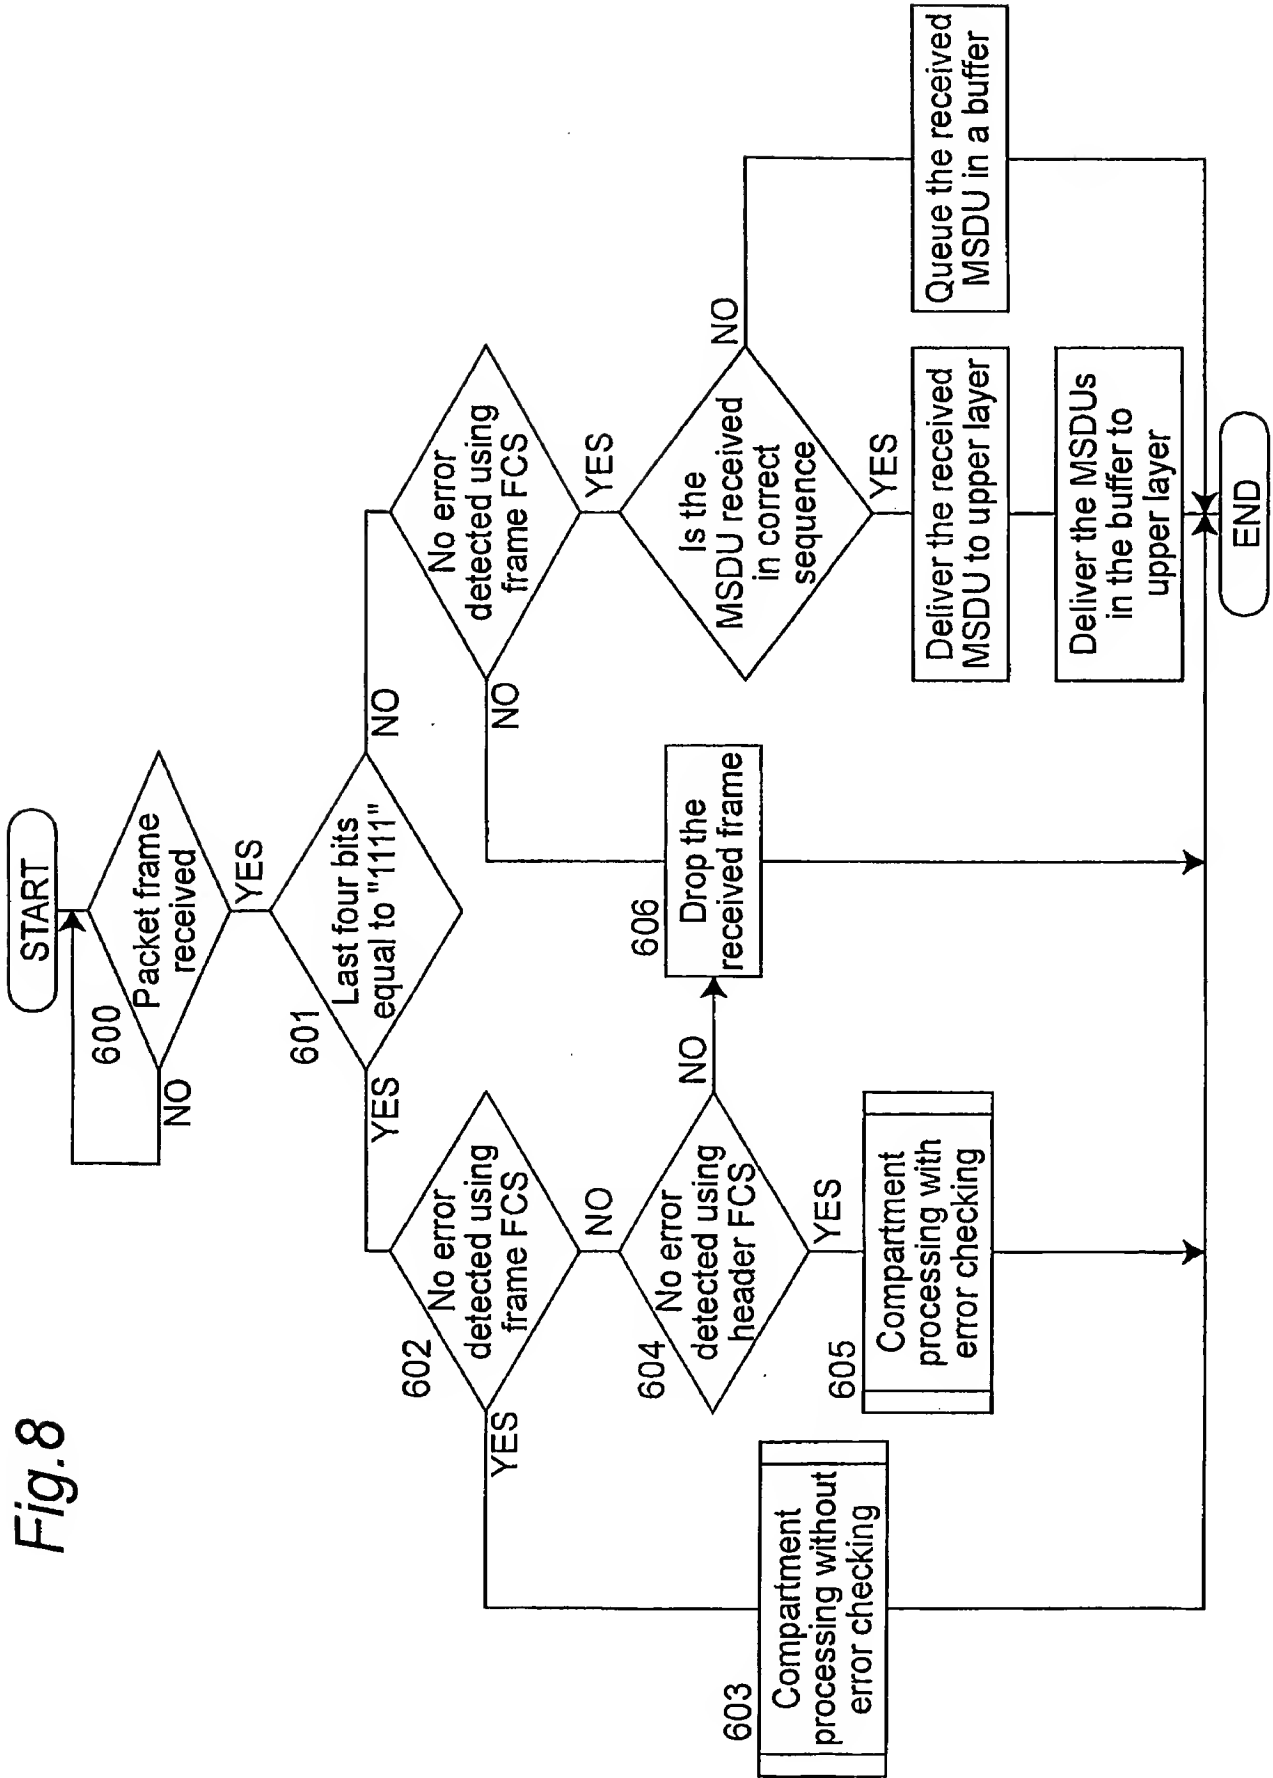 Fig.8
START
600
Packet frame
received
NO
YES
601
Last four bits
equal to "1111"
YES
NO
602
No error
detected using
frame FCS
YES
NO
603
Compartment
processing without
error checking
604
No error
detected using
header FCS
NO
YES
605
Compartment
processing with
error checking
606
Drop the
received frame
No error
detected using
frame FCS
NO
YES
Is the
MSDU received
in correct
sequence
NO
YES
Deliver the received
MSDU to upper layer
Deliver the MSDUs
in the buffer to
upper layer
Queue the received
MSDU in a buffer
END